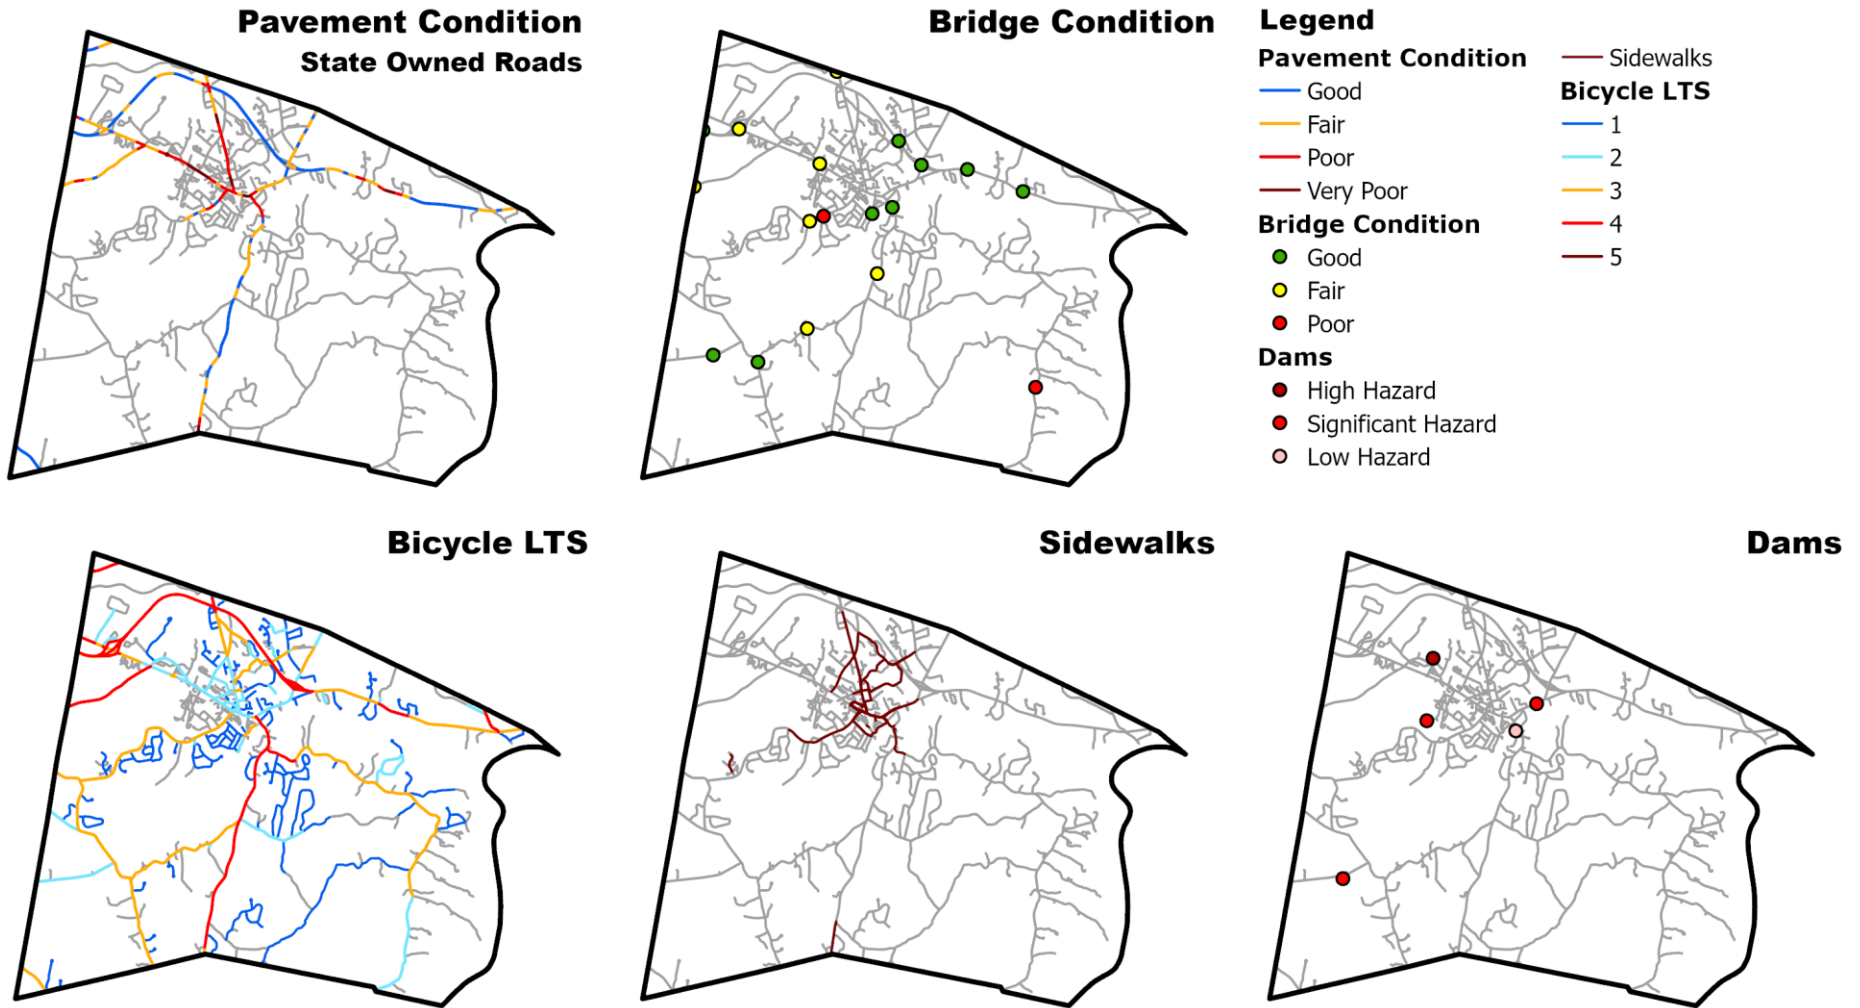 Pavement Condition
State Owned Roads
Bridge Condition
Legend
Pavement Condition
Good
Fair
Poor
Very Poor
Bridge Condition
Good
Fair
Poor
Dams
High Hazard
Significant Hazard
Low Hazard
Sidewalks
Bicycle LTS
1
2
3
4
5
Bicycle LTS
Sidewalks
Dams